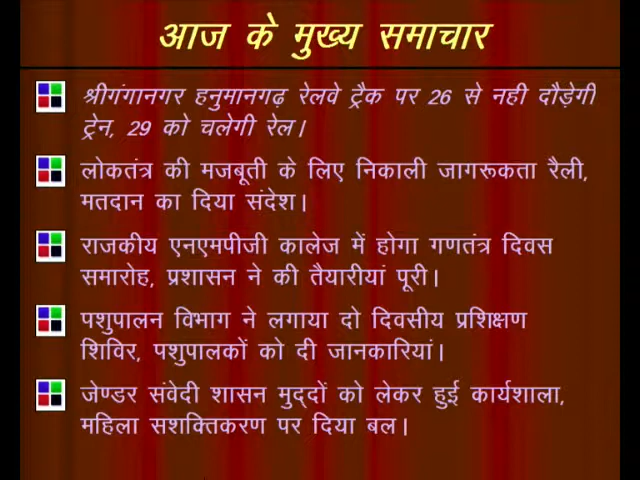 आज के मुख्य समाचार
श्रीगंगानगर हनुमानगढ़ रेलवे ट्रैक पर 26 से नही दौड़ेगी
ट्रेन, 29 को चलेगी रेल।
लोकतंत्र की मजबूती के लिए निकाली जागरूकता रैली,
मतदान का दिया संदेश।
राजकीय एनएमपीजी कालेज में होगा गणतंत्र दिवस
समारोह, प्रशासन ने की तैयारीयां पूरी।
पशुपालन विभाग ने लगाया दो दिवसीय प्रशिक्षण
शिविर, पशुपालकों को दी जानकारियां।
जेण्डर संवेदी शासन मुद्दों को लेकर हुई कार्यशाला,
महिला सशक्तिकरण पर दिया बल।